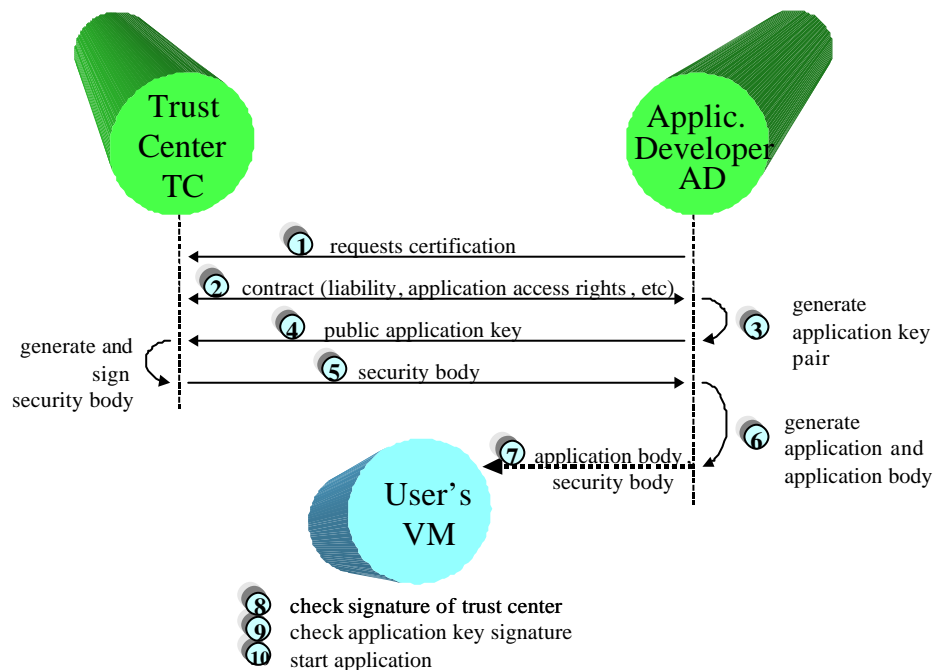 Trust
Center
TC
Applic.
Developer
AD
1 requests certification
2 contract (liability, application access rights, etc)
3 generate
application key
pair
4 public application key
generate and
sign
security body
5 security body
6 generate
application and
application body
7 application body,
security body
User's
VM
8 check signature of trust center
9 check application key signature
10 start application